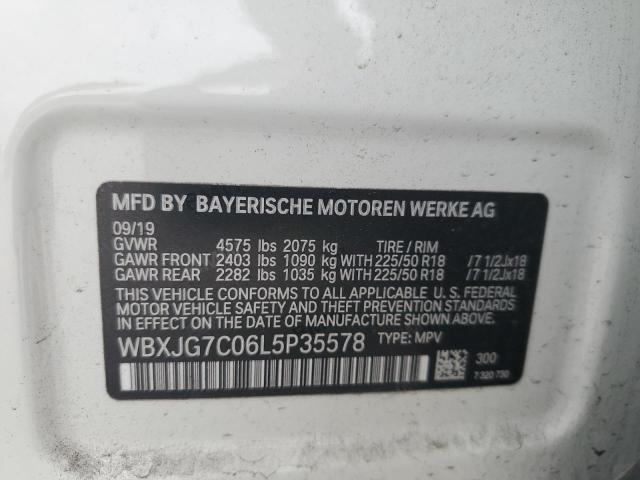 MFD BY BAYERISCHE MOTOREN WERKE AG
09/19
GVWR 4575 lbs 2075 kg TIRE / RIM
GAWR FRONT 2403 lbs 1090 kg WITH 225/50 R18 /7 1/2Jx18
GAWR REAR 2282 lbs 1035 kg WITH 225/50 R18 /7 1/2Jx18
THIS VEHICLE CONFORMS TO ALL APPLICABLE U. S. FEDERAL
MOTOR VEHICLE SAFETY AND THEFT PREVENTION STANDARDS
IN EFFECT ON THE DATE OF MANUFACTURE SHOWN ABOVE.
WBXJG7C06L5P35578 TYPE: MPV
300
7 320 730